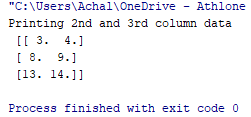 "C:\Users\Achal\OneDrive - Athlone
Printing 2nd and 3rd column data
[[ 3.  4.]
[ 8.  9.]
[13. 14.]]
Process finished with exit code 0